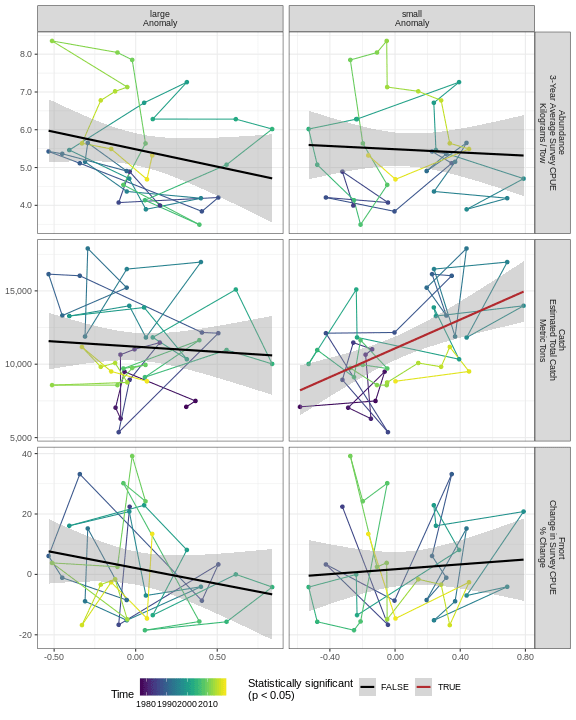 large
Anomaly
small
Anomaly
8.0
7.0
6.0
5.0
4.0
Abundance
3-Year Average Survey CPUE
Kilograms / Tow
15,000
10,000
5,000
Catch
Estimated Total Catch
Metric Tons
40
20
0
-20
Fmort
Change in Survey CPUE
% Change
-0.50
0.00
0.50
-0.40
0.00
0.40
0.80
Time
1980 1990 2000 2010
Statistically significant
(p < 0.05)
FALSE
TRUE